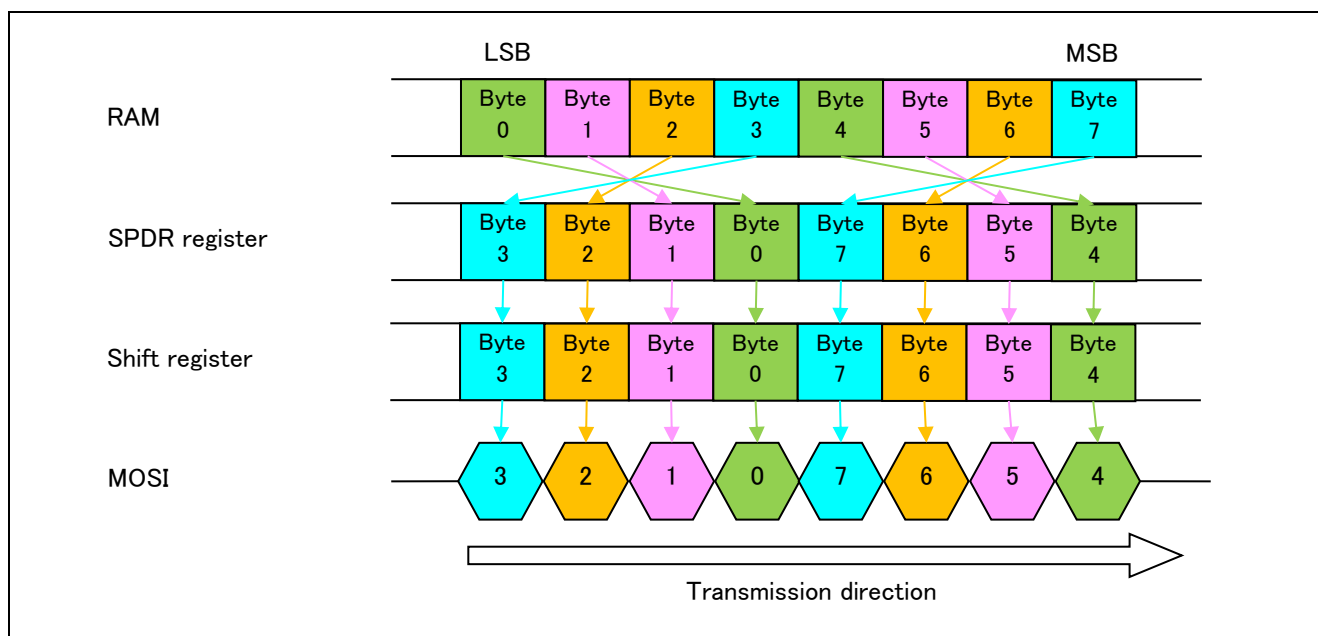 LSB MSB
RAM Byte 0 Byte 1 Byte 2 Byte 3 Byte 4 Byte 5 Byte 6 Byte 7
SPDR register Byte 3 Byte 2 Byte 1 Byte 0 Byte 7 Byte 6 Byte 5 Byte 4
Shift register Byte 3 Byte 2 Byte 1 Byte 0 Byte 7 Byte 6 Byte 5 Byte 4
MOSI 3 2 1 0 7 6 5 4
Transmission direction